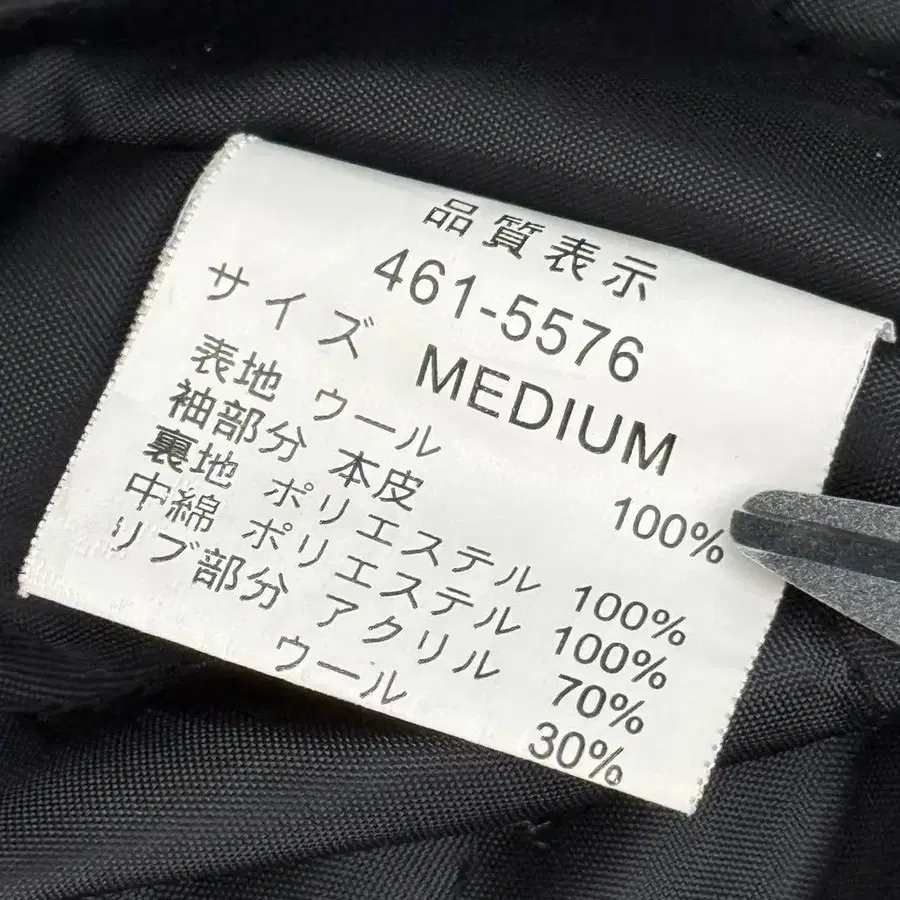 品質表示
461-5576
サイズ MEDIUM
表地 ウール 100%
袖部分 本皮
裏地 ポリエステル 100%
中綿 ポリエステル 100%
リブ部分 アクリル 70%
ウール 30%